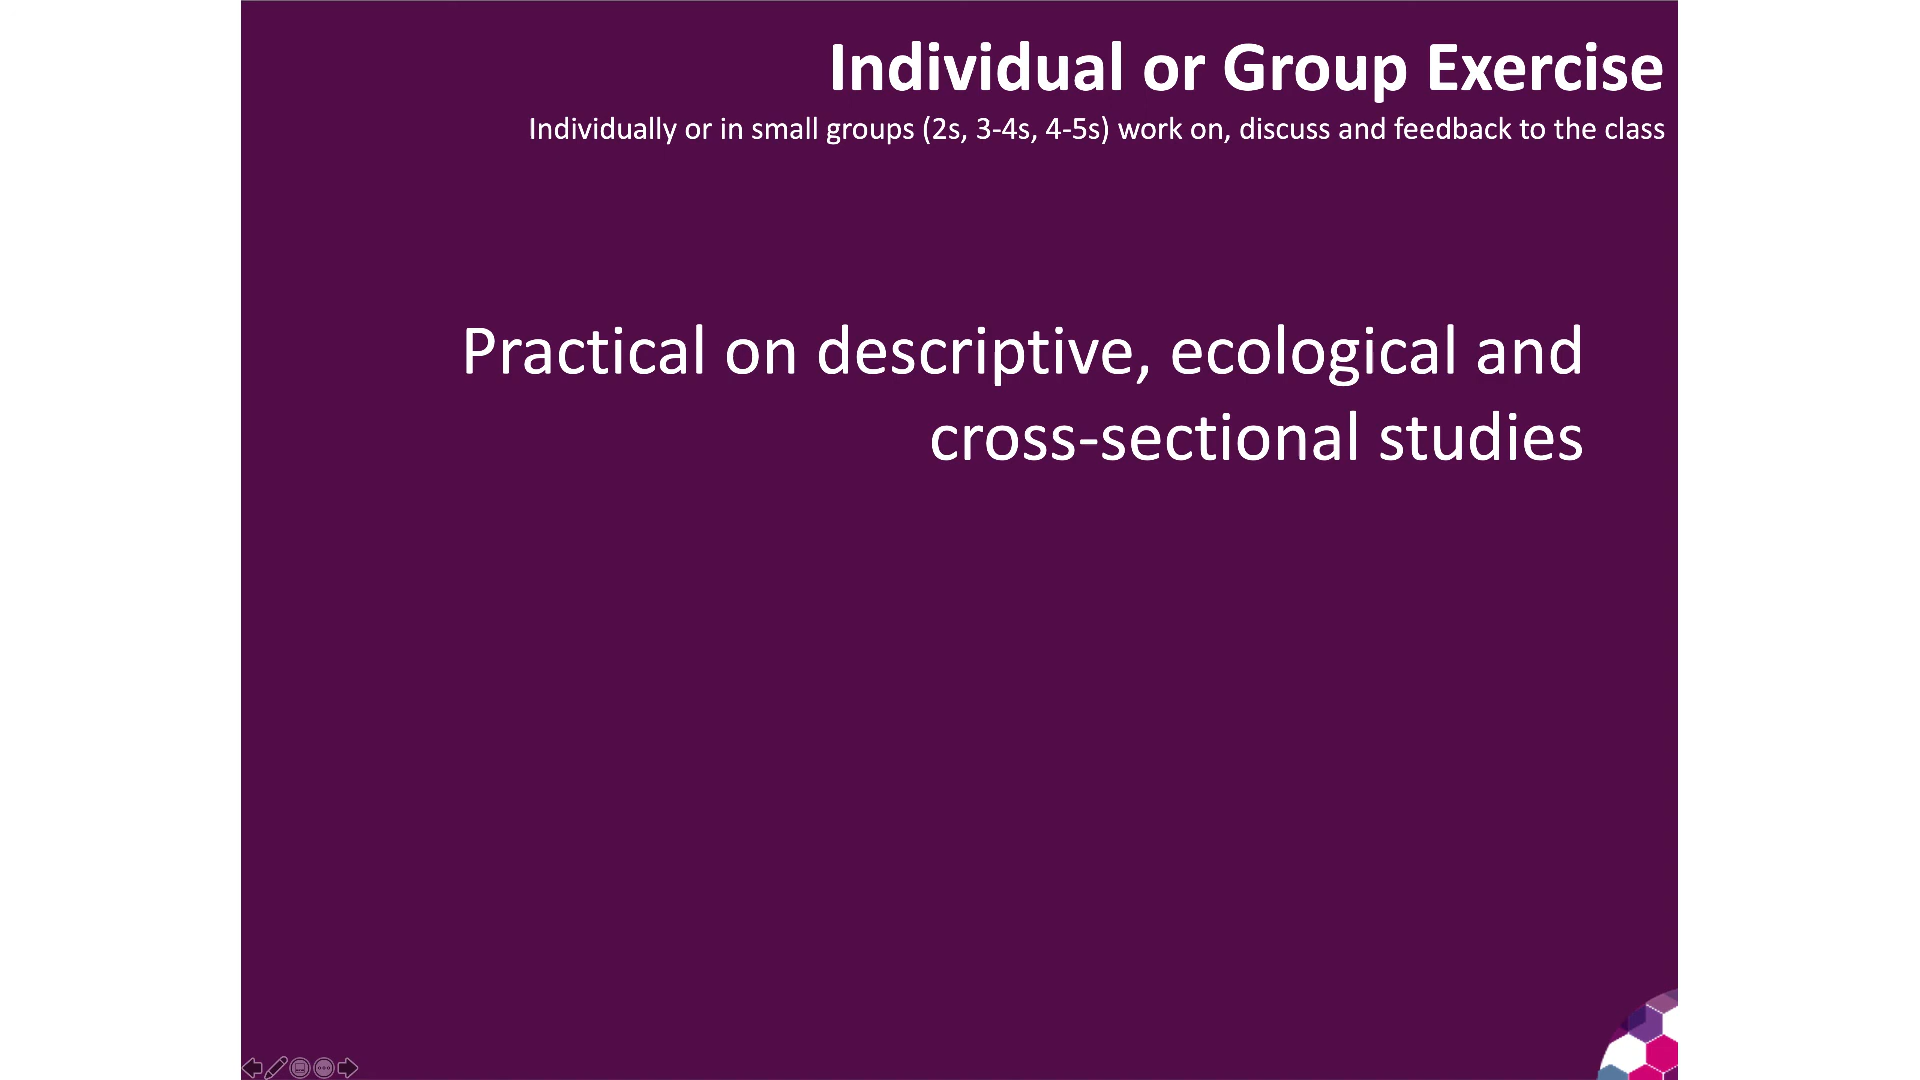 Individual or Group Exercise
Individually or in small groups (2s, 3-4s, 4-5s) work on, discuss and feedback to the class
Practical on descriptive, ecological and
cross-sectional studies